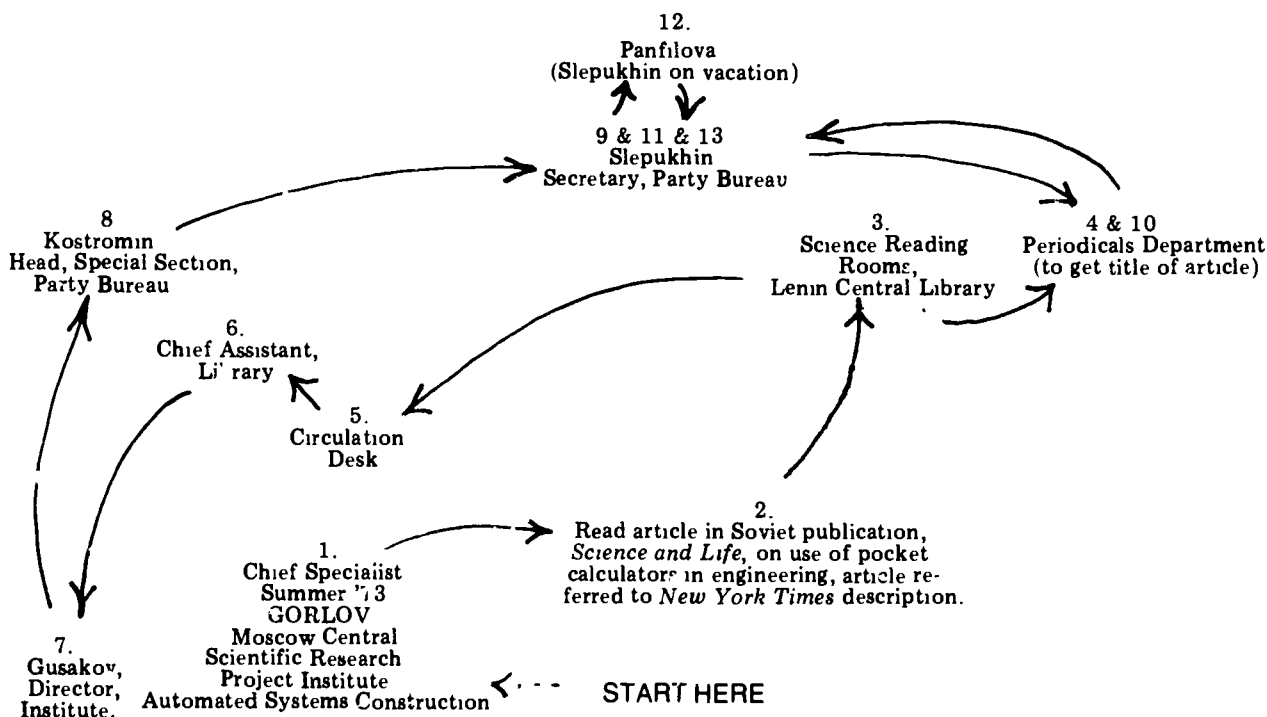 12.
Panfilova
(Slepukhin on vacation)
9 & 11 & 13
Slepukhin
Secretary, Party Bureau
8
Kostromin
Head, Special Section,
Party Bureau
3.
Science Reading
Rooms,
Lenin Central Library
4 & 10
Periodicals Department
(to get title of article)
6.
Chief Assistant,
5.
Circulation
Desk
2.
Read article in Soviet publication,
Science and Life, on use of pocket
calculators in engineering, article re-
ferred to New York Times description.
1.
Chief Specialist
Summer
GORLOV
Moscow Central
Scientific Research
Project Institute
Automated Systems Construction
START HERE
7.
Gusakov,
Director,
Institute.